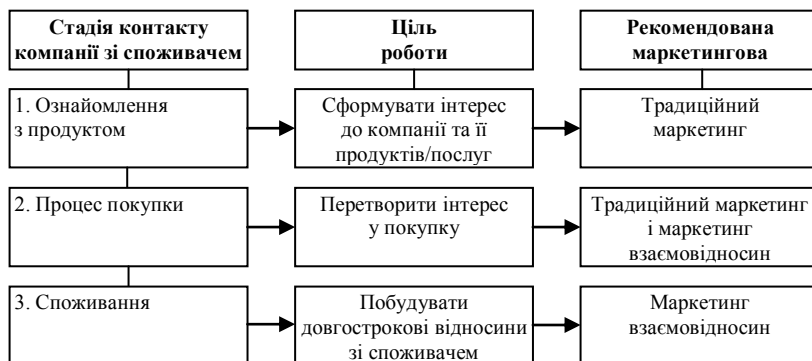 Стадія контакту
компанії зі споживачем
Ціль
роботи
Рекомендована
маркетингова
1. Ознайомлення
з продуктом
Сформувати інтерес
до компанії та її
продуктів/послуг
Традиційний
маркетинг
2. Процес покупки
Перетворити інтерес
у покупку
Традиційний маркетинг
і маркетинг
взаємовідносин
3. Споживання
Побудувати
довгострокові відносини
зі споживачем
Маркетинг
взаємовідносин